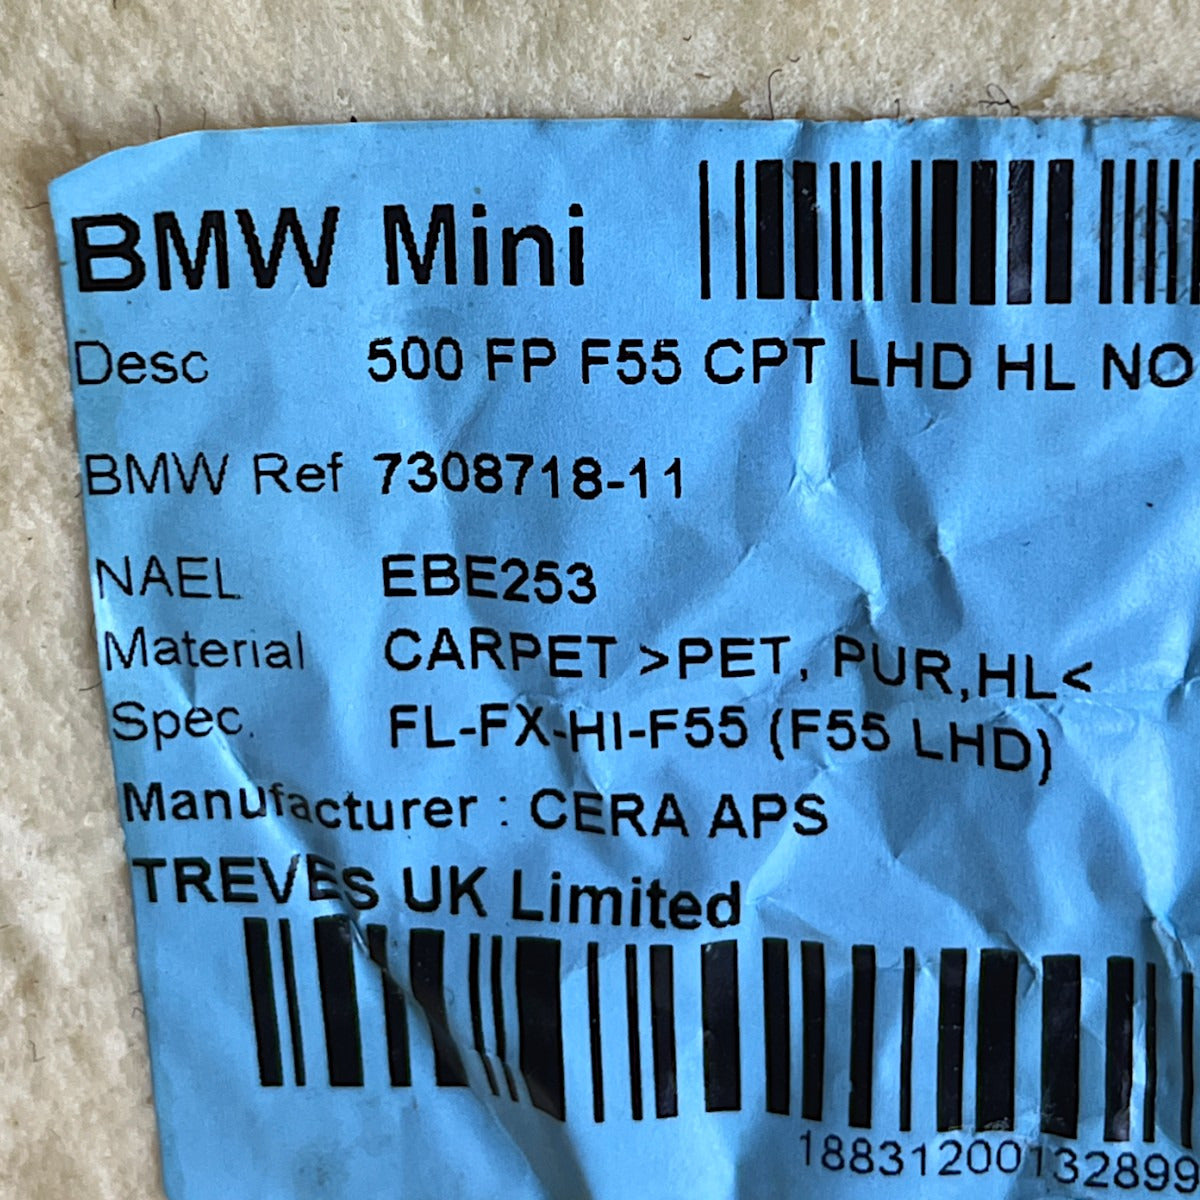 BMW Mini
Desc 500 FP F55 CPT LHD HL NO
BMW Ref 7308718-11
NAEL EBE253
Material CARPET >PET, PUR,HL<
Spec. FL-FX-HI-F55 (F55 LHD)
Manufacturer : CERA APS
TREVES UK Limited
18831200132899